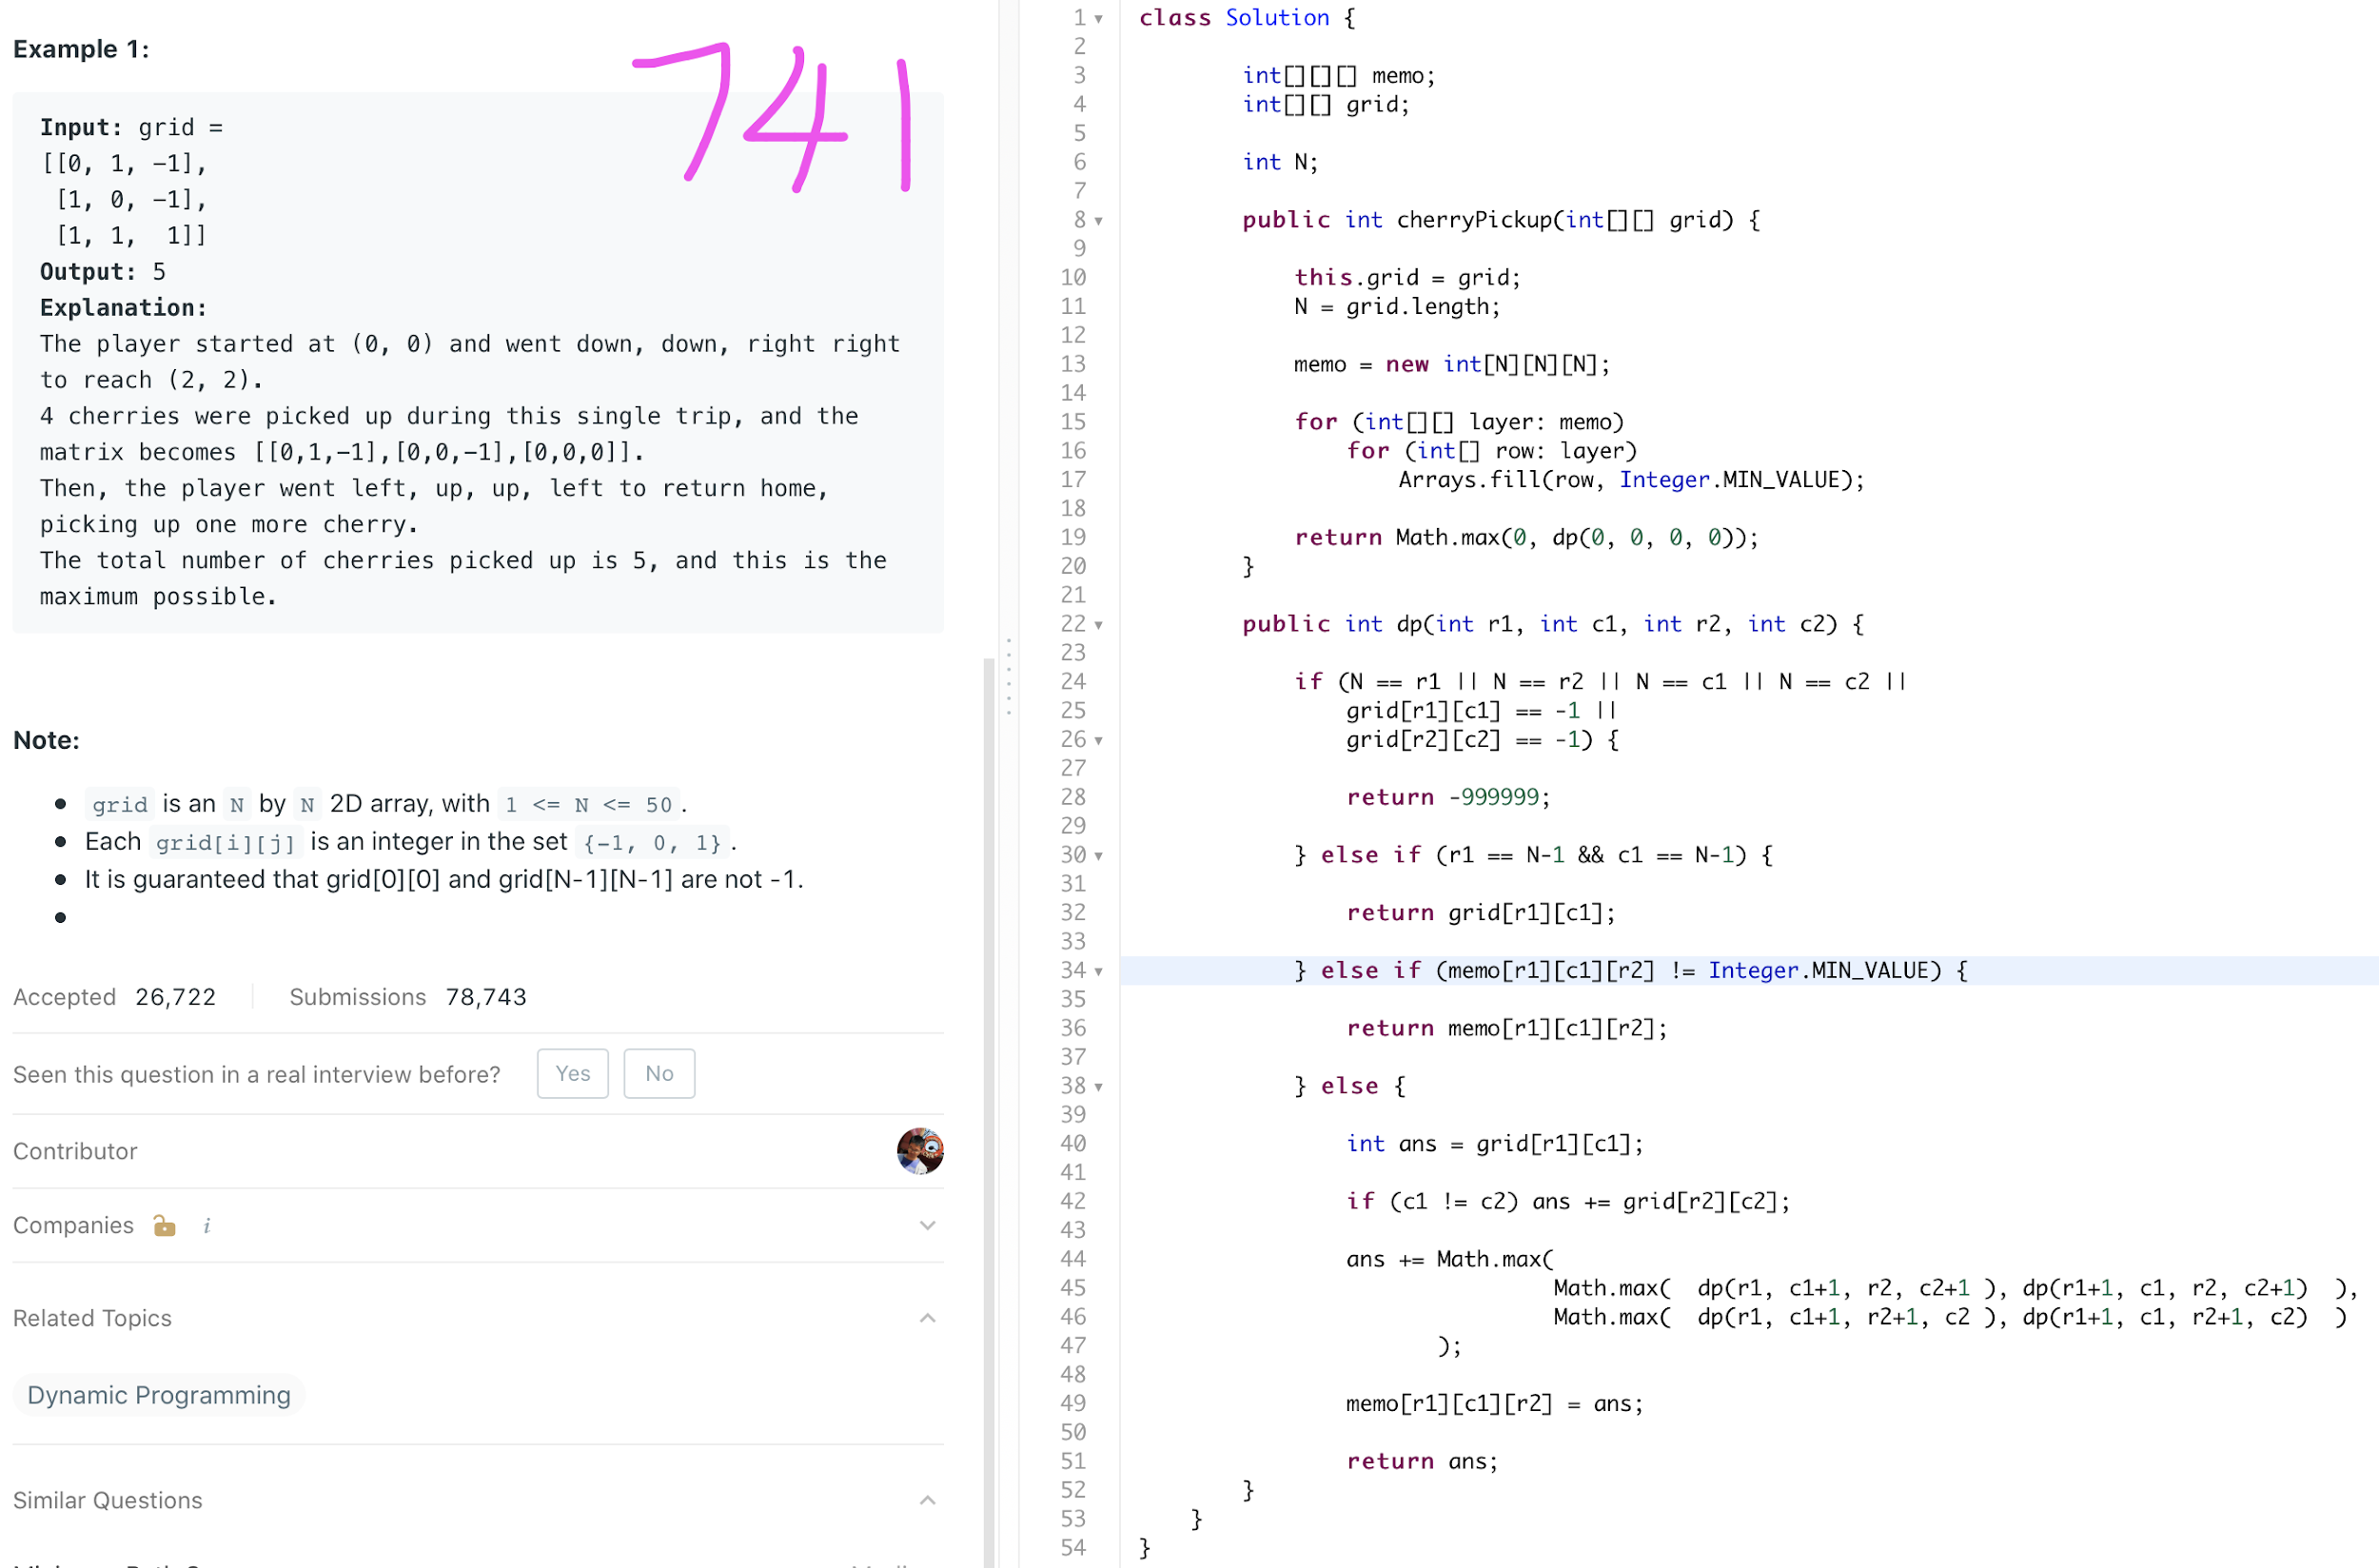 Example 1:
741
Input: grid =
[[0, 1, -1],
[1, 0, -1],
[1, 1,  1]]
Output: 5
Explanation:
The player started at (0, 0) and went down, down, right right
to reach (2, 2).
4 cherries were picked up during this single trip, and the
matrix becomes [[0,1,-1],[0,0,-1],[0,0,0]].
Then, the player went left, up, up, left to return home,
picking up one more cherry.
The total number of cherries picked up is 5, and this is the
maximum possible.
Note:
grid is an N by N 2D array, with 1 <= N <= 50.
Each grid[i][j] is an integer in the set {-1, 0, 1}.
It is guaranteed that grid[0][0] and grid[N-1][N-1] are not -1.
Accepted 26,722 Submissions 78,743
Seen this question in a real interview before? Yes No
Contributor
Companies i
Related Topics
Dynamic Programming
Similar Questions
1 class Solution {
2
3 int[][][] memo;
4 int[][] grid;
5
6 int N;
7
8 public int cherryPickup(int[][] grid) {
9
10 this.grid = grid;
11 N = grid.length;
12
13 memo = new int[N][N][N];
14
15 for (int[][] layer: memo)
16 for (int[] row: layer)
17 Arrays.fill(row, Integer.MIN_VALUE);
18
19 return Math.max(0, dp(0, 0, 0, 0));
20 }
21
22 public int dp(int r1, int c1, int r2, int c2) {
23
24 if (N == r1 || N == r2 || N == c1 || N == c2 ||
25 grid[r1][c1] == -1 ||
26 grid[r2][c2] == -1) {
27
28 return -999999;
29
30 } else if (r1 == N-1 && c1 == N-1) {
31
32 return grid[r1][c1];
33
34 } else if (memo[r1][c1][r2] != Integer.MIN_VALUE) {
35
36 return memo[r1][c1][r2];
37
38 } else {
39
40 int ans = grid[r1][c1];
41
42 if (c1 != c2) ans += grid[r2][c2];
43
44 ans += Math.max(
45 Math.max(  dp(r1, c1+1, r2, c2+1 ), dp(r1+1, c1, r2, c2+1)  ),
46 Math.max(  dp(r1, c1+1, r2+1, c2 ), dp(r1+1, c1, r2+1, c2)  )
47 );
48
49 memo[r1][c1][r2] = ans;
50
51 return ans;
52 }
53 }
54 }